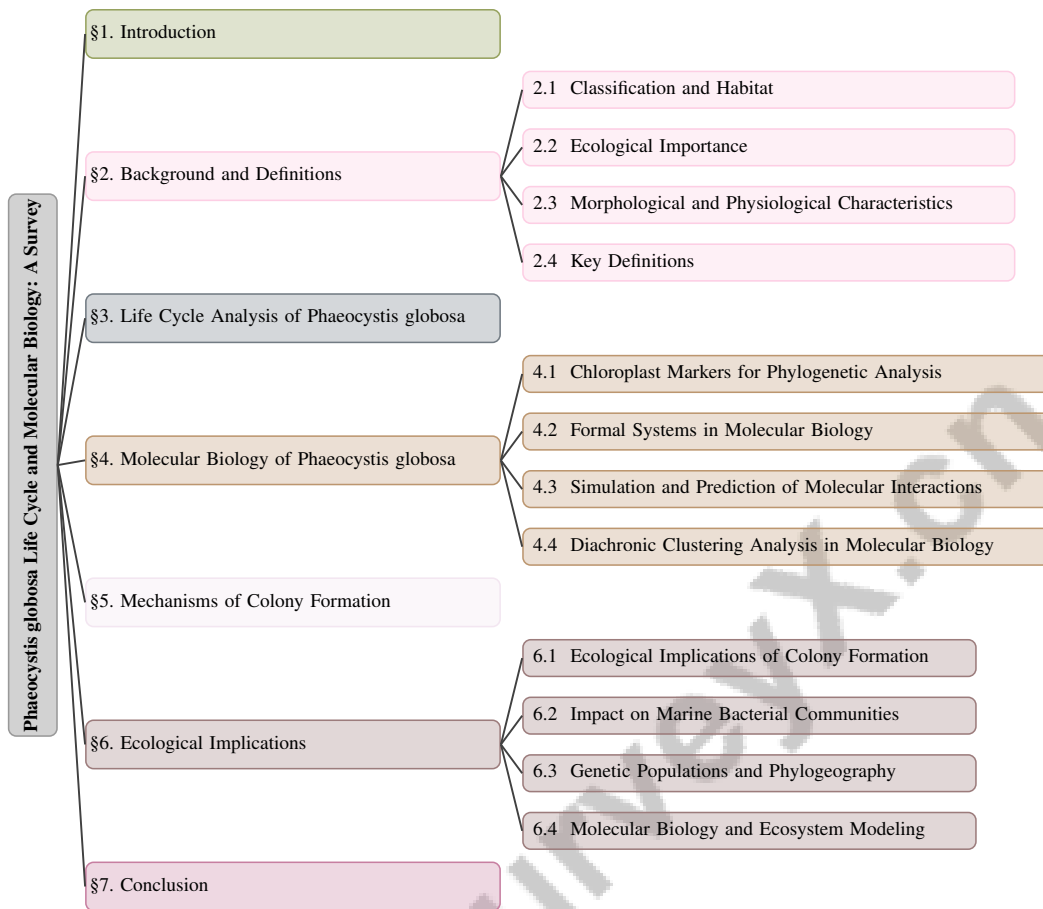 Phaeocystis globosa Life Cycle and Molecular Biology: A Survey
§1. Introduction
§2. Background and Definitions
2.1 Classification and Habitat
2.2 Ecological Importance
2.3 Morphological and Physiological Characteristics
2.4 Key Definitions
§3. Life Cycle Analysis of Phaeocystis globosa
§4. Molecular Biology of Phaeocystis globosa
4.1 Chloroplast Markers for Phylogenetic Analysis
4.2 Formal Systems in Molecular Biology
4.3 Simulation and Prediction of Molecular Interactions
4.4 Diachronic Clustering Analysis in Molecular Biology
§5. Mechanisms of Colony Formation
§6. Ecological Implications
6.1 Ecological Implications of Colony Formation
6.2 Impact on Marine Bacterial Communities
6.3 Genetic Populations and Phylogeography
6.4 Molecular Biology and Ecosystem Modeling
§7. Conclusion
urveyx.cn